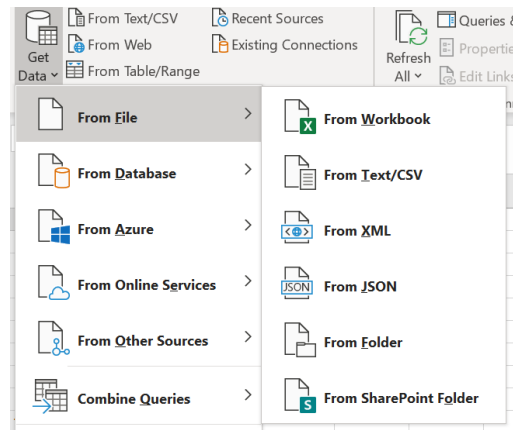 Get Data
From Text/CSV
From Web
From Table/Range
Recent Sources
Existing Connections
Refresh All
Queries &
Edit Links
From File
From Database
From Azure
From Online Services
From Other Sources
Combine Queries
From Workbook
From Text/CSV
From XML
JSON
From JSON
From Folder
From SharePoint Folder